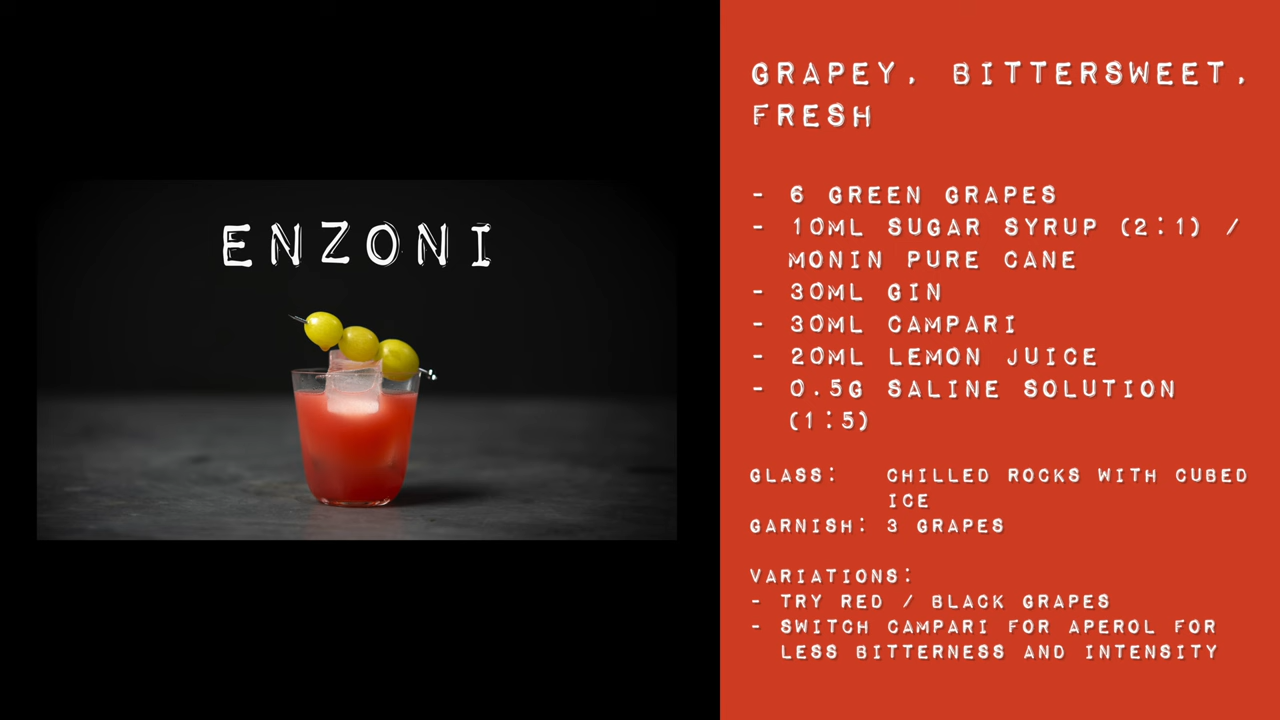 ENZONI
GRAPEY, BITTERSWEET,
FRESH
- 6 GREEN GRAPES
- 10ML SUGAR SYRUP (2:1) /
MONIN PURE CANE
- 30ML GIN
- 30ML CAMPARI
- 20ML LEMON JUICE
- 0.5G SALINE SOLUTION
(1:5)
GLASS: CHILLED ROCKS WITH CUBED
ICE
GARNISH: 3 GRAPES
VARIATIONS:
- TRY RED / BLACK GRAPES
- SWITCH CAMPARI FOR APEROL FOR
LESS BITTERNESS AND INTENSITY